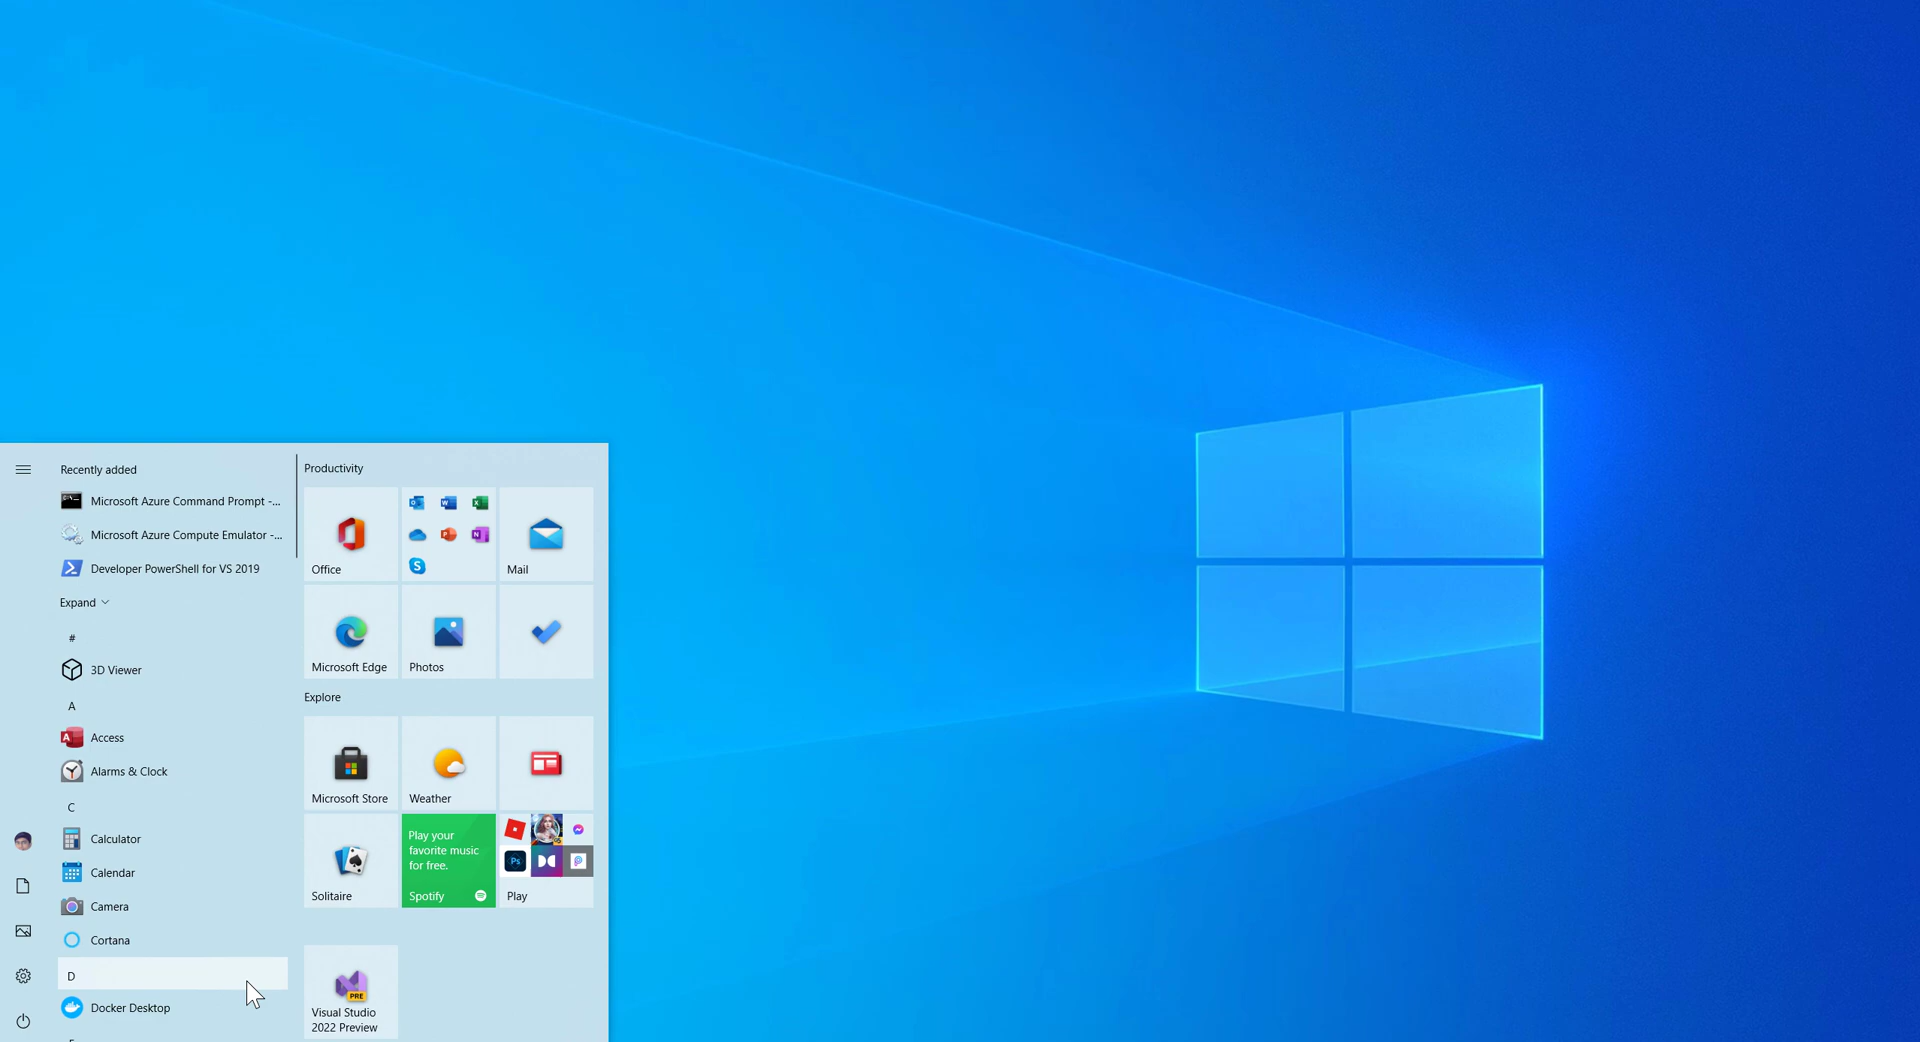 Recently added
Microsoft Azure Command Prompt -...
Microsoft Azure Compute Emulator -...
Developer PowerShell for VS 2019
Expand
#
3D Viewer
A
Access
Alarms & Clock
C
Calculator
Calendar
Camera
Cortana
D
Docker Desktop
Productivity
Office
Mail
Microsoft Edge
Photos
Explore
Microsoft Store
Weather
Solitaire
Play your
favorite music
for free.
Spotify
Ps
Play
PRE
Visual Studio
2022 Preview